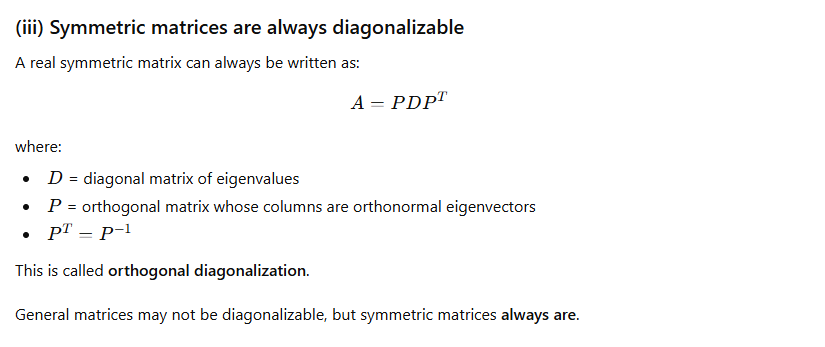 (iii) Symmetric matrices are always diagonalizable
A real symmetric matrix can always be written as:
A = PDPᵀ
where:
• D = diagonal matrix of eigenvalues
• P = orthogonal matrix whose columns are orthonormal eigenvectors
• Pᵀ = P⁻¹
This is called orthogonal diagonalization.
General matrices may not be diagonalizable, but symmetric matrices always are.